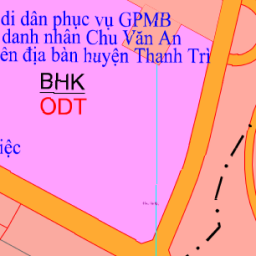 di dân phục vụ GPMB
danh nhân Chu Văn An
ên địa bàn huyện Thanh Trì
BHK
ODT
iệc